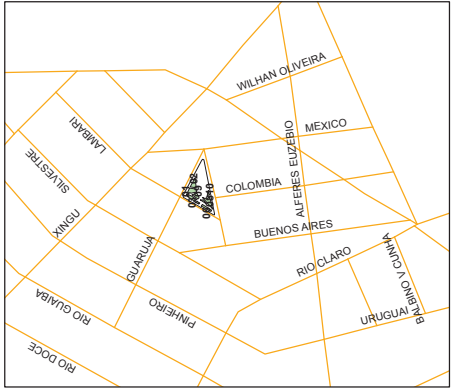 WILHAN OLIVEIRA
MEXICO
LAMBARI
ALFERES EUZEBIO
SILVESTRE
COLOMBIA
XINGU
BUENOS AIRES
GUARUJA
RIO CLARO
BALBINO V CUNHA
RIO GUAIBA
PINHEIRO
URUGUAI
RIO DOCE